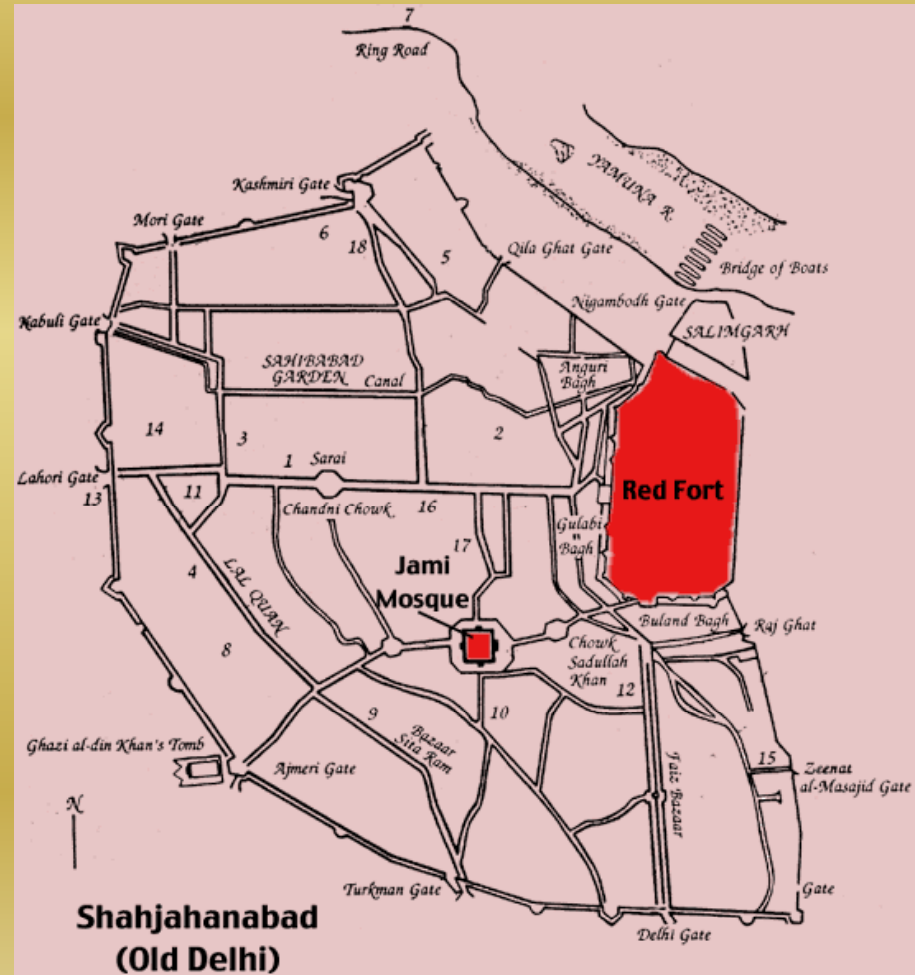 7
Ring Road
YAMUNA R.
Kashmiri Gate
Mori Gate
6
18
5
Qila Ghat Gate
Bridge of Boats
Nigambodh Gate
Kabuli Gate
SALIMGARH
SAHIBABAD
GARDEN
Canal
Anguri
Bagh
14
3
2
1
Sarai
Lahori Gate
13
11
Chandni Chowk
16
Red Fort
Gulabi
Bagh
17
Jami
Mosque
4
LAL QUAN
Buland Bagh
Raj Ghat
8
Chowk
Sadullah
Khan
12
9
10
Bazaar
Sita Ram
Ghazi al-din Khan's Tomb
Ajmeri Gate
Faiz Bazaar
15
Zeenat
al-Masajid Gate
N
Turkman Gate
Gate
Delhi Gate
Shahjahanabad
(Old Delhi)